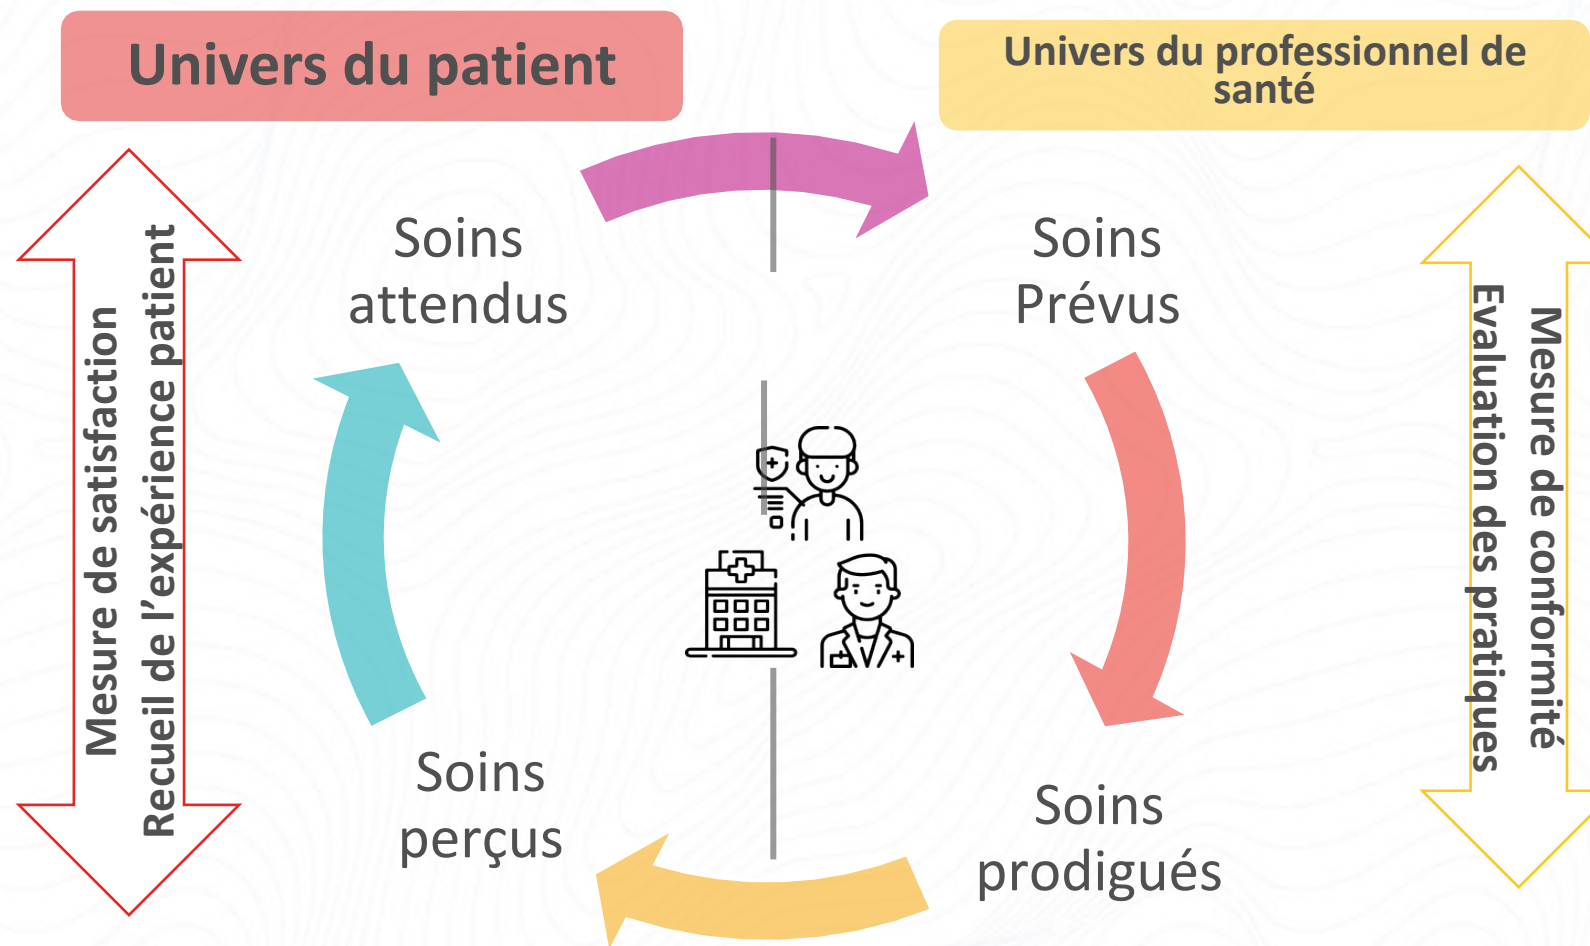 Univers du patient
Univers du professionnel de
santé
Soins
attendus
Soins
Prévus
Mesure de satisfaction
Recueil de l'expérience patient
Mesure de conformité
Evaluation des pratiques
Soins
perçus
Soins
prodigués